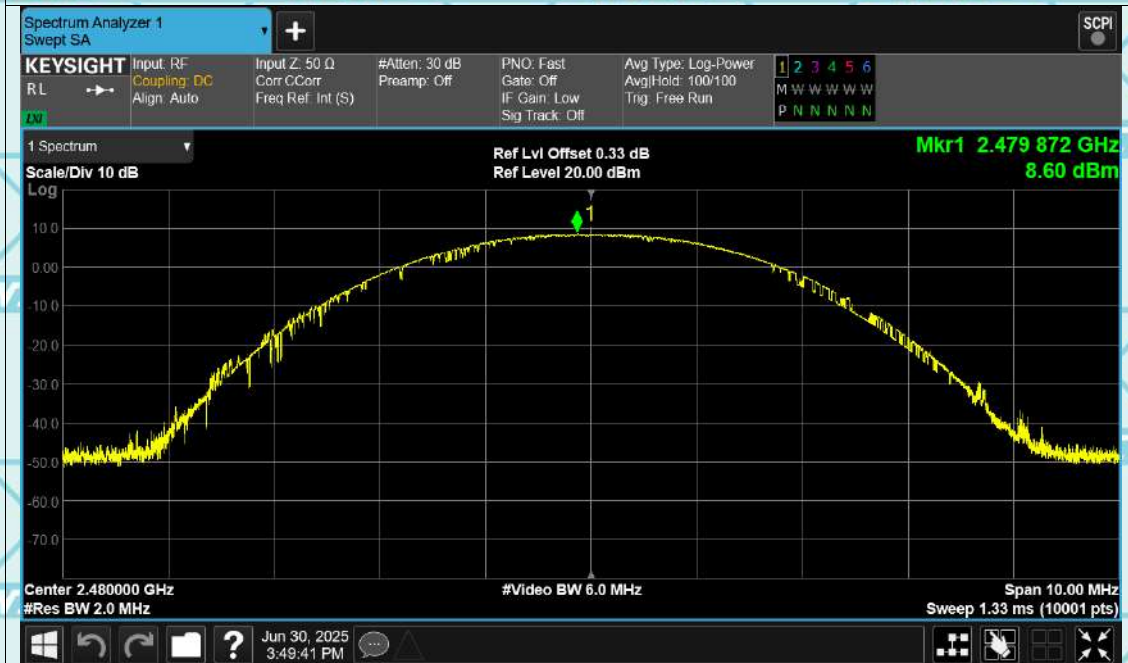 Spectrum Analyzer 1
Swept SA
+
SCPI
KEYSIGHT
RL
LXI
Input: RF
Coupling: DC
Align: Auto
Input Z: 50 Ω
Corr CCorr
Freq Ref: Int (S)
#Atten: 30 dB
Preamp: Off
PNO: Fast
Gate: Off
IF Gain: Low
Sig Track: Off
Avg Type: Log-Power
Avg|Hold: 100/100
Trig: Free Run
1 2 3 4 5 6
M W W W W W
P N N N N N
1 Spectrum
Scale/Div 10 dB
Log
Ref Lvl Offset 0.33 dB
Ref Level 20.00 dBm
Mkr1 2.479 872 GHz
8.60 dBm
1
10.0
0.00
-10.0
-20.0
-30.0
-40.0
-50.0
-60.0
-70.0
Center 2.480000 GHz
#Res BW 2.0 MHz
#Video BW 6.0 MHz
Span 10.00 MHz
Sweep 1.33 ms (10001 pts)
?
Jun 30, 2025
3:49:41 PM